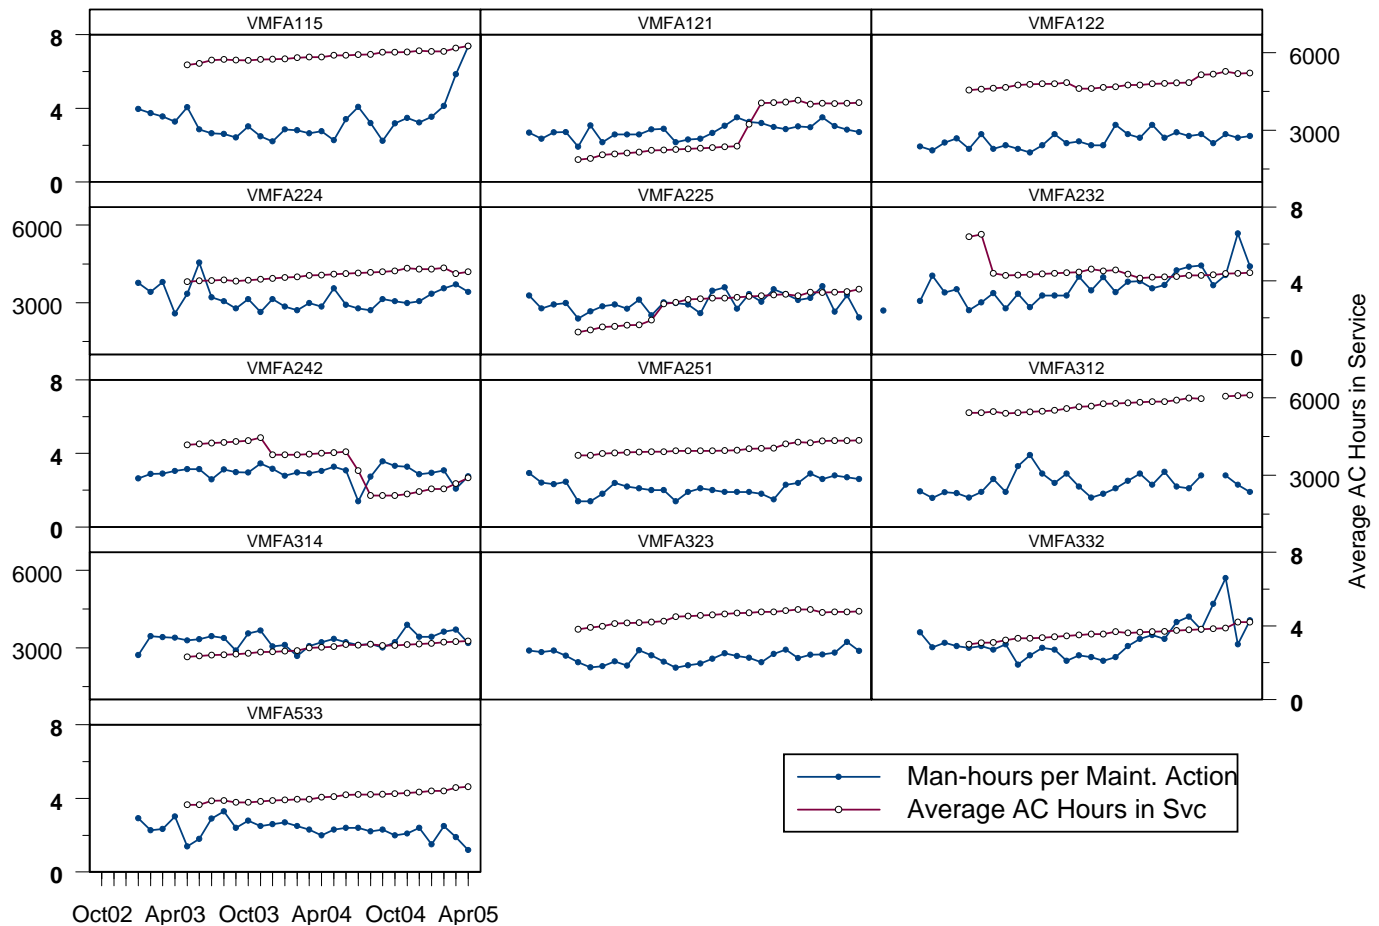 VMFA115 VMFA121 VMFA122
8
6000
4
3000
0
VMFA224 VMFA225 VMFA232
8
6000
4
3000
0
VMFA242 VMFA251 VMFA312
8
6000
4
3000
0
VMFA314 VMFA323 VMFA332
8
6000
4
3000
0
VMFA533
8
4
0
Average AC Hours in Service
Man-hours per Maint. Action
Average AC Hours in Svc
Oct02 Apr03 Oct03 Apr04 Oct04 Apr05